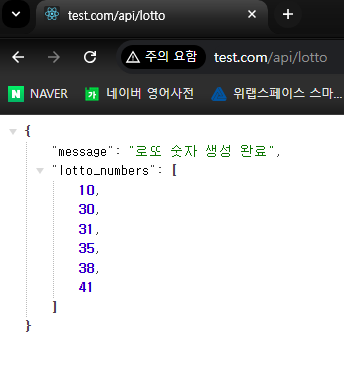 test.com/api/lotto
주의 요함 test.com/api/lotto
NAVER 네이버 영어사전 위랩스페이스 스마...
{
"message": "로또 숫자 생성 완료",
"lotto_numbers": [
10,
30,
31,
35,
38,
41
]
}